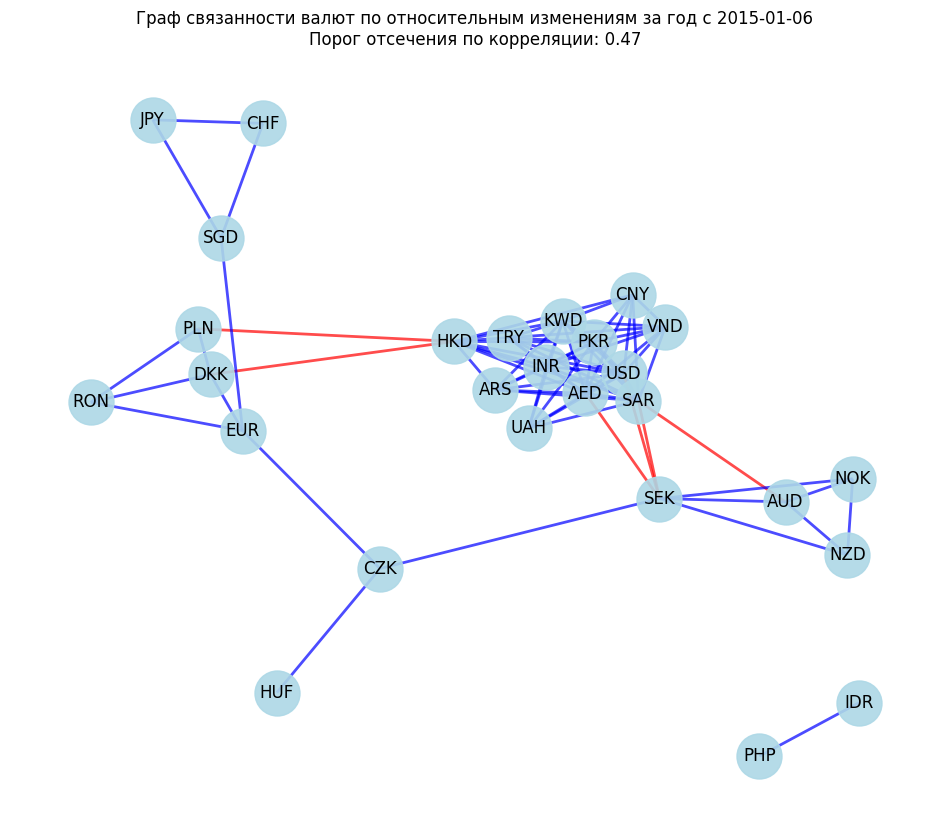 Граф связанности валют по относительным изменениям за год с 2015-01-06
Порог отсечения по корреляции: 0.47
JPY
CHF
SGD
CNY
KWD
VND
PLN
TRY
PKR
HKD
INR
USD
DKK
ARS
AED
SAR
RON
EUR
UAH
NOK
SEK
AUD
NZD
CZK
HUF
IDR
PHP